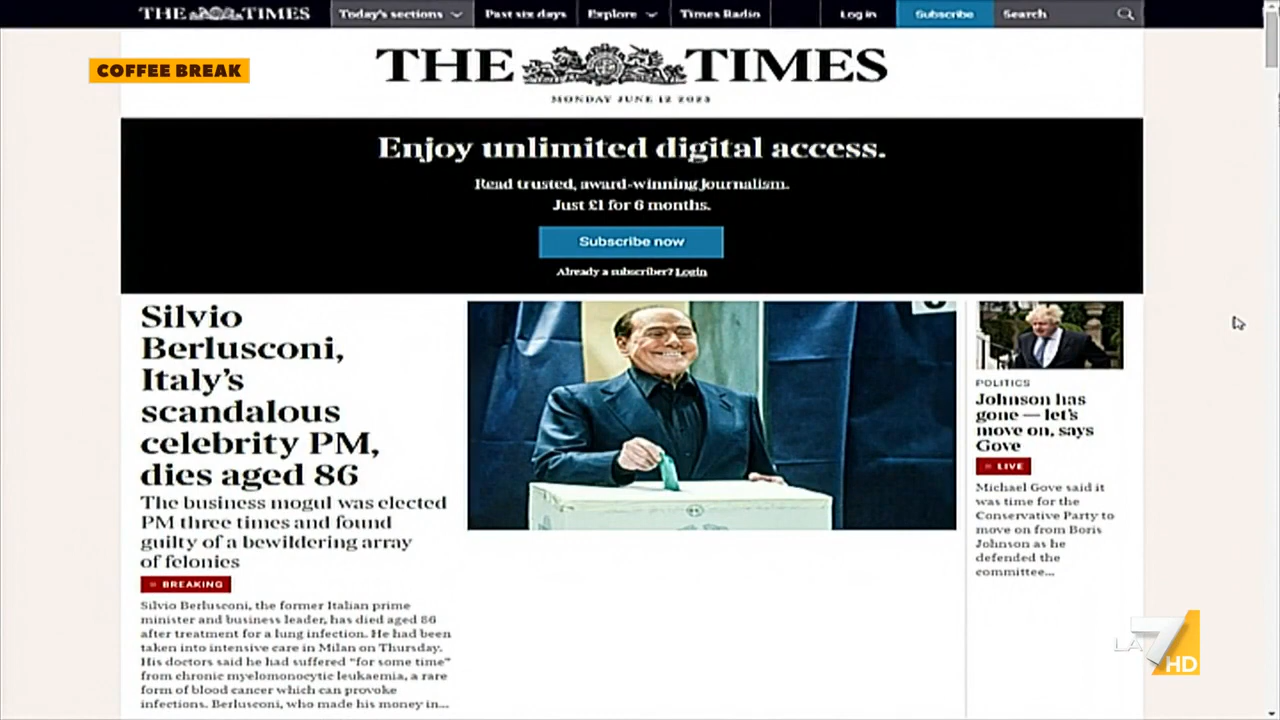 THE TIMES
Today's sections
Past six days
Explore
Times Radio
Log in
Subscribe
Search
COFFEE BREAK
THE TIMES
MONDAY JUNE 12 2023
Enjoy unlimited digital access.
Read trusted, award-winning journalism.
Just £1 for 6 months.
Subscribe now
Already a subscriber? Login
Silvio
Berlusconi,
Italy's
scandalous
celebrity PM,
dies aged 86
The business mogul was elected
PM three times and found
guilty of a bewildering array
of felonies
BREAKING
Silvio Berlusconi, the former Italian prime
minister and business leader, has died aged 86
after treatment for a lung infection. He had been
taken into intensive care in Milan on Thursday.
His doctors said he had suffered “for some time”
from chronic myelomonocytic leukaemia, a rare
form of blood cancer which can provoke
infections. Berlusconi, who made his money in...
POLITICS
Johnson has
gone — let's
move on, says
Gove
LIVE
Michael Gove said it
was time for the
Conservative Party to
move on from Boris
Johnson as he
defended the
committee...
LA7 HD